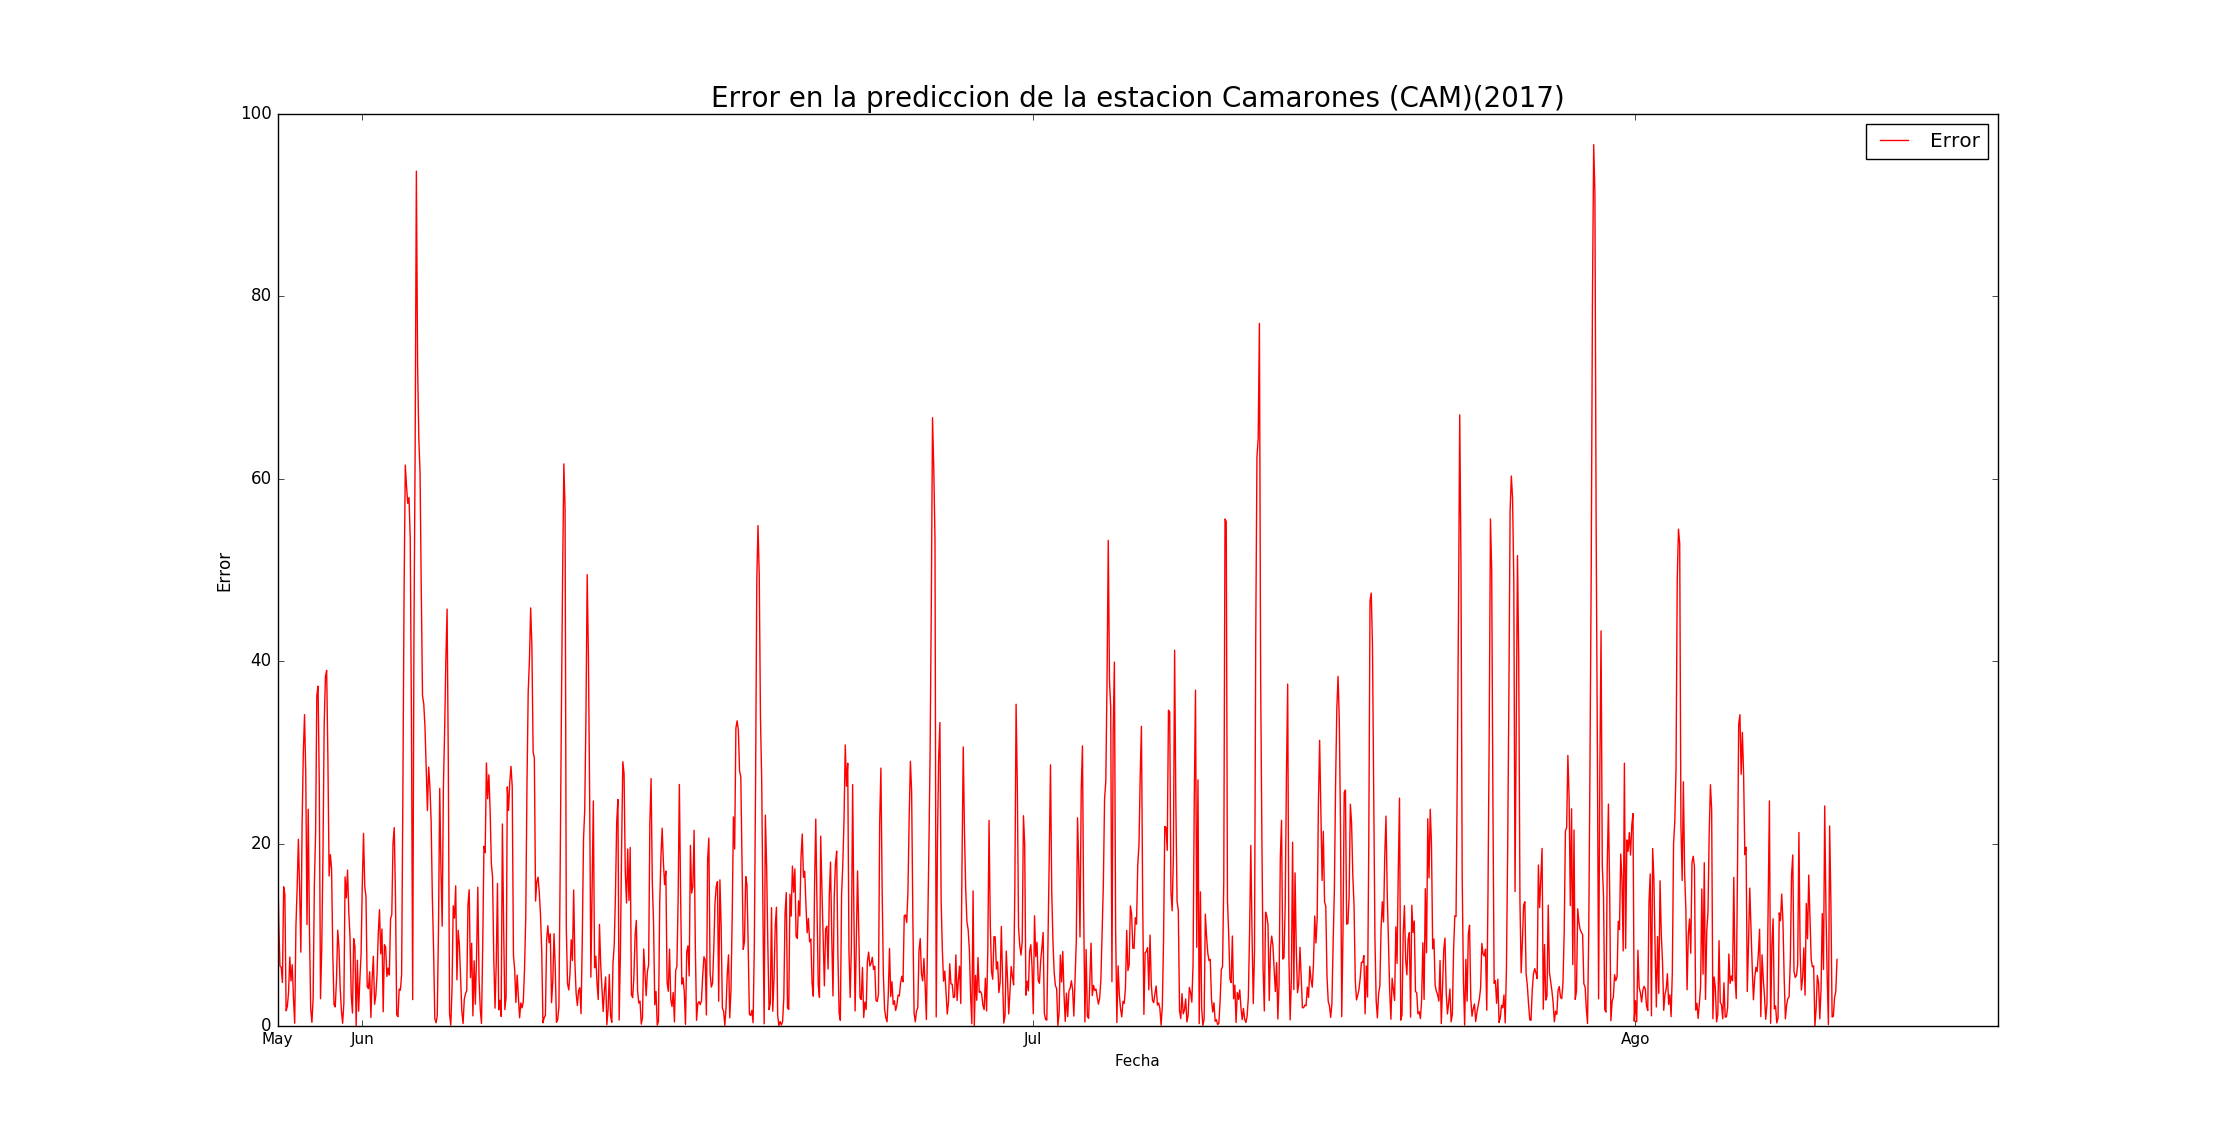 Error en la prediccion de la estacion Camarones (CAM)(2017)
Error
100
80
60
40
20
0
Error
May
Jun
Jul
Ago
Fecha